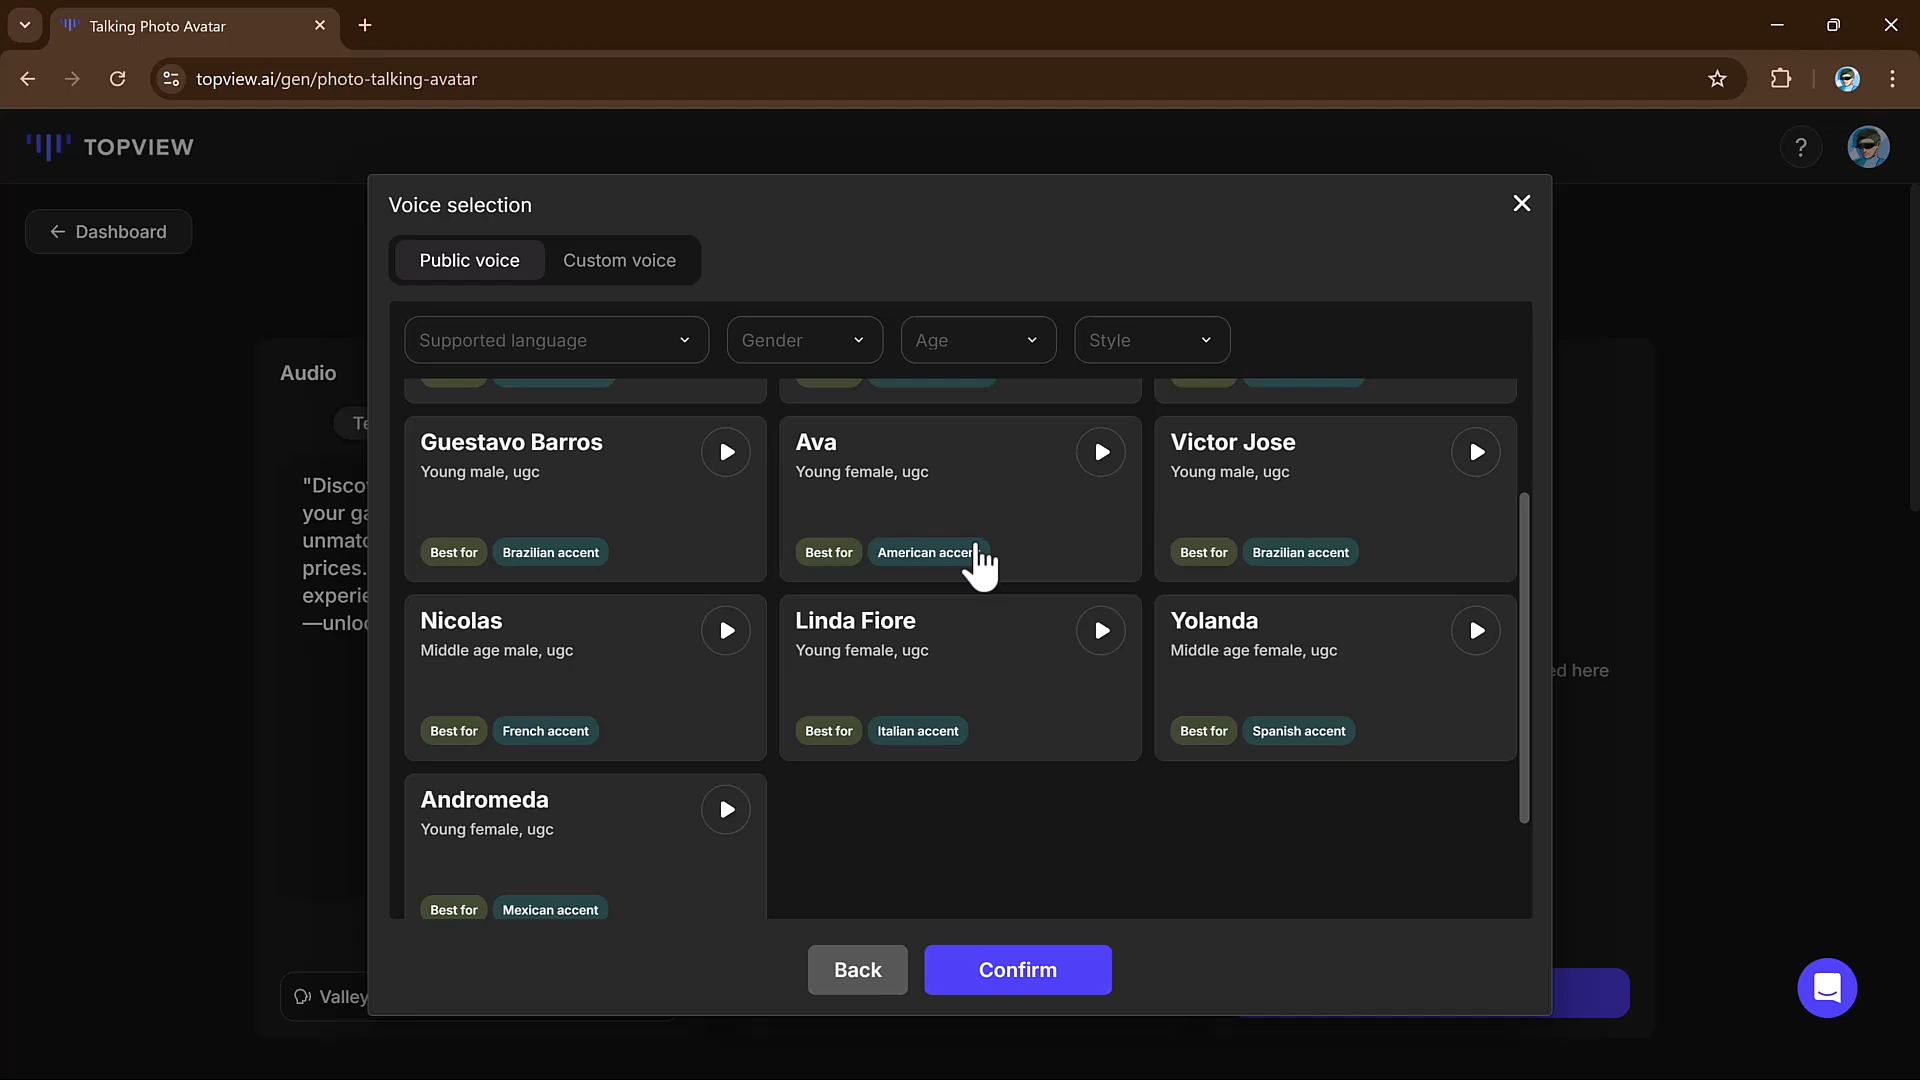 Talking Photo Avatar
topview.ai/gen/photo-talking-avatar
TOPVIEW
?
Dashboard
Voice selection
Public voice
Custom voice
Supported language
Gender
Age
Style
Audio
Guestavo Barros
Young male, ugc
Best for
Brazilian accent
Ava
Young female, ugc
Best for
American accent
Victor Jose
Young male, ugc
Best for
Brazilian accent
Nicolas
Middle age male, ugc
Best for
French accent
Linda Fiore
Young female, ugc
Best for
Italian accent
Yolanda
Middle age female, ugc
Best for
Spanish accent
Andromeda
Young female, ugc
Best for
Mexican accent
your
prices.
ed here
Valley
Back
Confirm